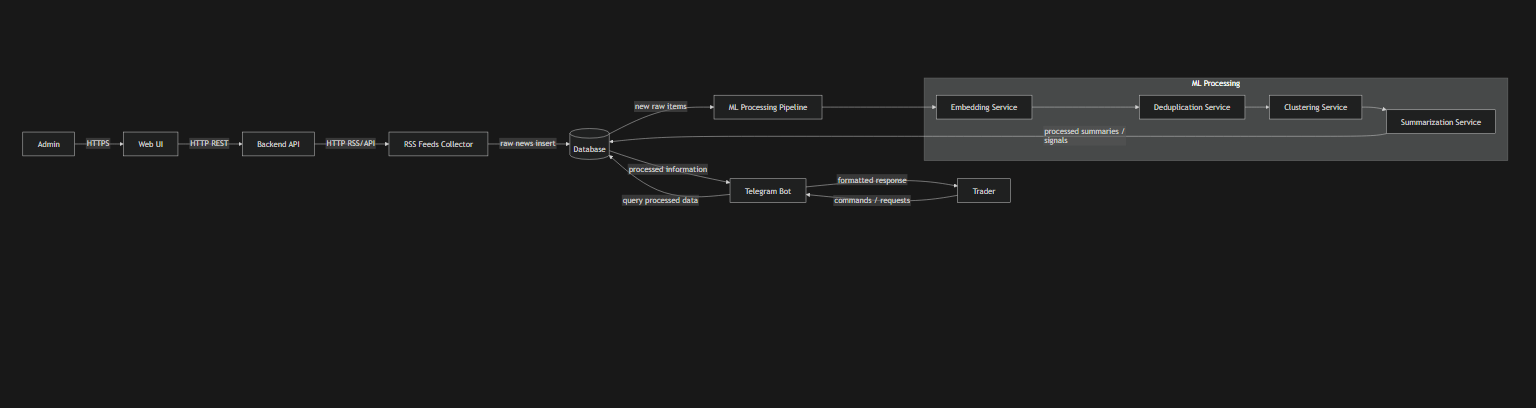 ML Processing
new raw items
ML Processing Pipeline
Embedding Service
Deduplication Service
Clustering Service
Summarization Service
processed summaries /
signals
Admin
HTTPS
Web UI
HTTP REST
Backend API
HTTP RSS/API
RSS Feeds Collector
raw news insert
Database
processed information
query processed data
Telegram Bot
formatted response
commands / requests
Trader